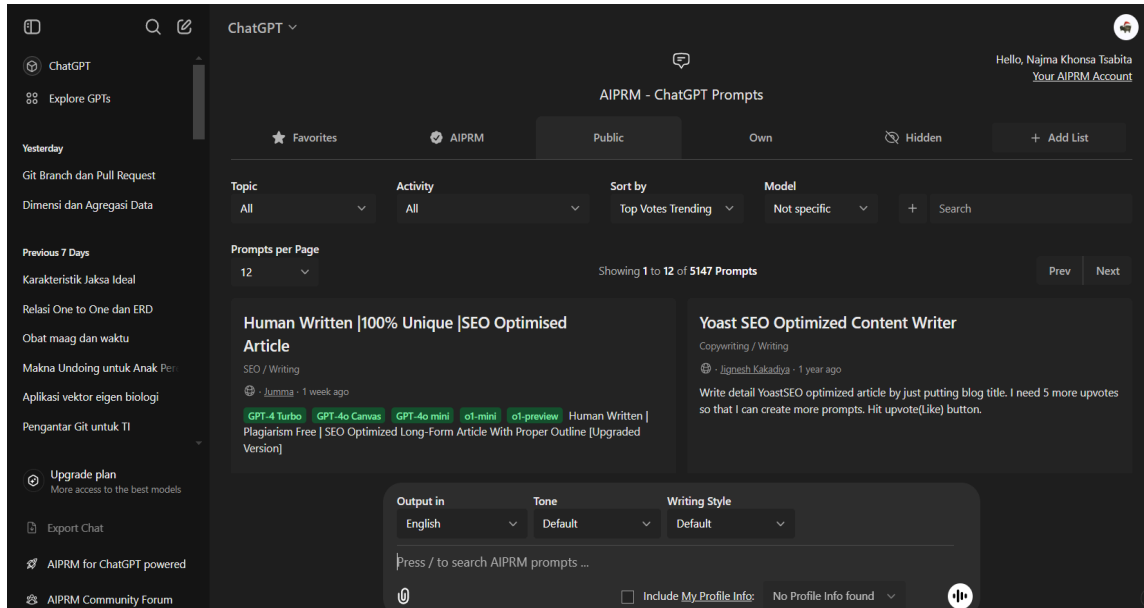 ChatGPT
Explore GPTs
Yesterday
Git Branch dan Pull Request
Dimensi dan Agregasi Data
Previous 7 Days
Karakteristik Jaksa Ideal
Relasi One to One dan ERD
Obat maag dan waktu
Makna Undoing untuk Anak Per
Aplikasi vektor eigen biologi
Pengantar Git untuk TI
Upgrade plan
More access to the best models
Export Chat
AIPRM for ChatGPT powered
AIPRM Community Forum
ChatGPT
Hello, Najma Khonsa Tsabita
Your AIPRM Account
AIPRM - ChatGPT Prompts
Favorites AIPRM Public Own Hidden + Add List
Topic Activity Sort by Model
All All Top Votes Trending Not specific + Search
Prompts per Page
12 Showing 1 to 12 of 5147 Prompts Prev Next
Human Written |100% Unique |SEO Optimised
Article
SEO / Writing
· Jumma · 1 week ago
GPT-4 Turbo GPT-4o Canvas GPT-4o mini o1-mini o1-preview Human Written |
Plagiarism Free | SEO Optimized Long-Form Article With Proper Outline [Upgraded
Version]
Yoast SEO Optimized Content Writer
Copywriting / Writing
· Jignesh Kakadiya · 1 year ago
Write detail YoastSEO optimized article by just putting blog title. I need 5 more upvotes
so that I can create more prompts. Hit upvote(Like) button.
Output in Tone Writing Style
English Default Default
Press / to search AIPRM prompts ...
Include My Profile Info: No Profile Info found